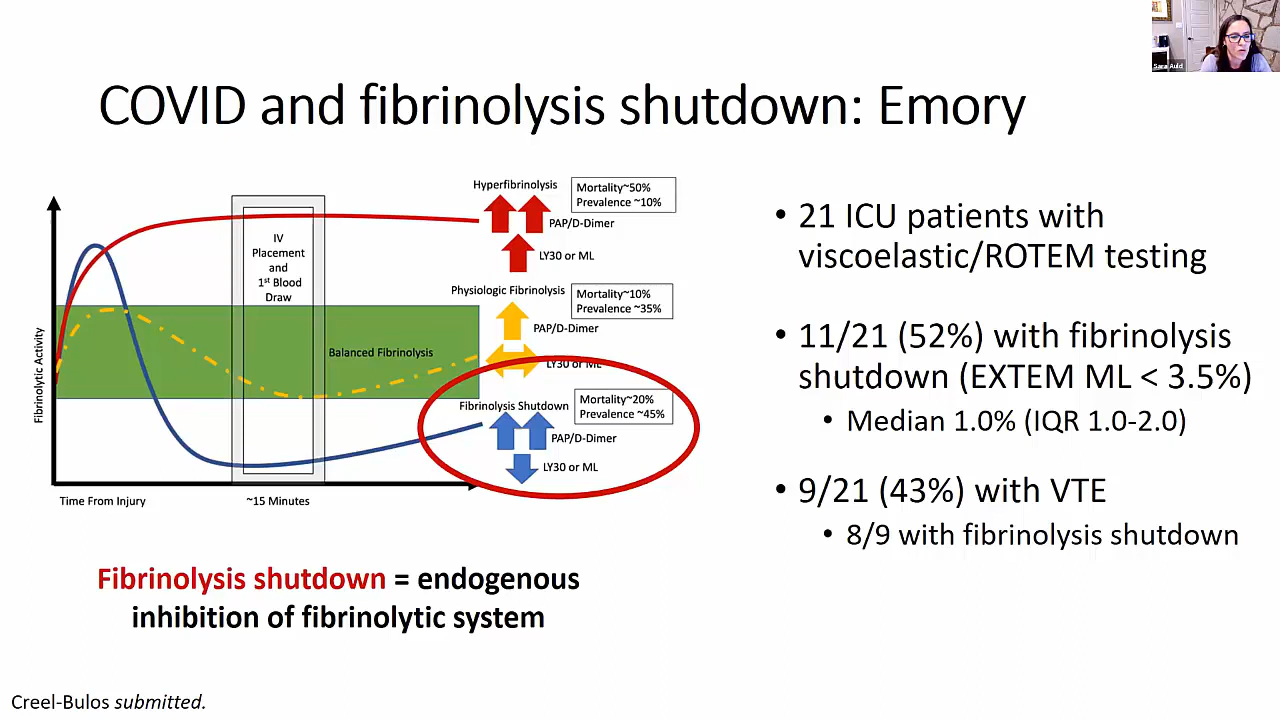 Sara Auld
COVID and fibrinolysis shutdown: Emory
Fibrinolytic Activity
Time From Injury
~15 Minutes
IV
Placement
and
1st Blood
Draw
Balanced Fibrinolysis
Hyperfibrinolysis
Mortality~50%
Prevalence ~10%
PAP/D-Dimer
LY30 or ML
Physiologic Fibrinolysis
Mortality~10%
Prevalence ~35%
PAP/D-Dimer
LY30 or ML
Fibrinolysis Shutdown
Mortality~20%
Prevalence ~45%
PAP/D-Dimer
LY30 or ML
Fibrinolysis shutdown = endogenous
inhibition of fibrinolytic system
• 21 ICU patients with
viscoelastic/ROTEM testing
• 11/21 (52%) with fibrinolysis
shutdown (EXTEM ML < 3.5%)
• Median 1.0% (IQR 1.0-2.0)
• 9/21 (43%) with VTE
• 8/9 with fibrinolysis shutdown
Creel-Bulos submitted.